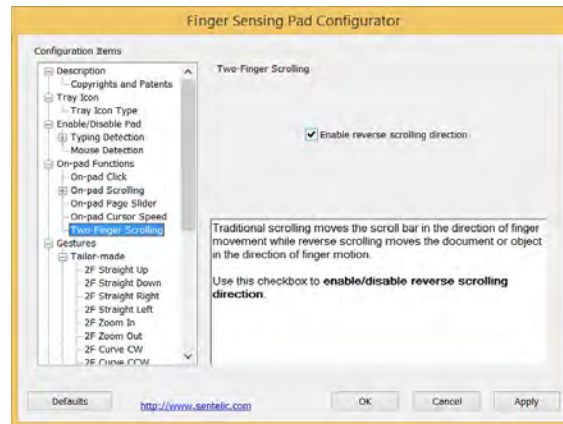 Finger Sensing Pad Configurator
Configuration Items
Description
Copyrights and Patents
Tray Icon
Tray Icon Type
Enable/Disable Pad
Typing Detection
Mouse Detection
On-pad Functions
On-pad Click
On-pad Scrolling
On-pad Page Slider
On-pad Cursor Speed
Two-Finger Scrolling
Gestures
Tailor-made
2F Straight Up
2F Straight Down
2F Straight Right
2F Straight Left
2F Zoom In
2F Zoom Out
2F Curve CW
2F Curve CCW
Two-Finger Scrolling
Enable reverse scrolling direction
Traditional scrolling moves the scroll bar in the direction of finger
movement while reverse scrolling moves the document or object
in the direction of finger motion.
Use this checkbox to enable/disable reverse scrolling
direction.
Defaults
http://www.sentelic.com
OK
Cancel
Apply